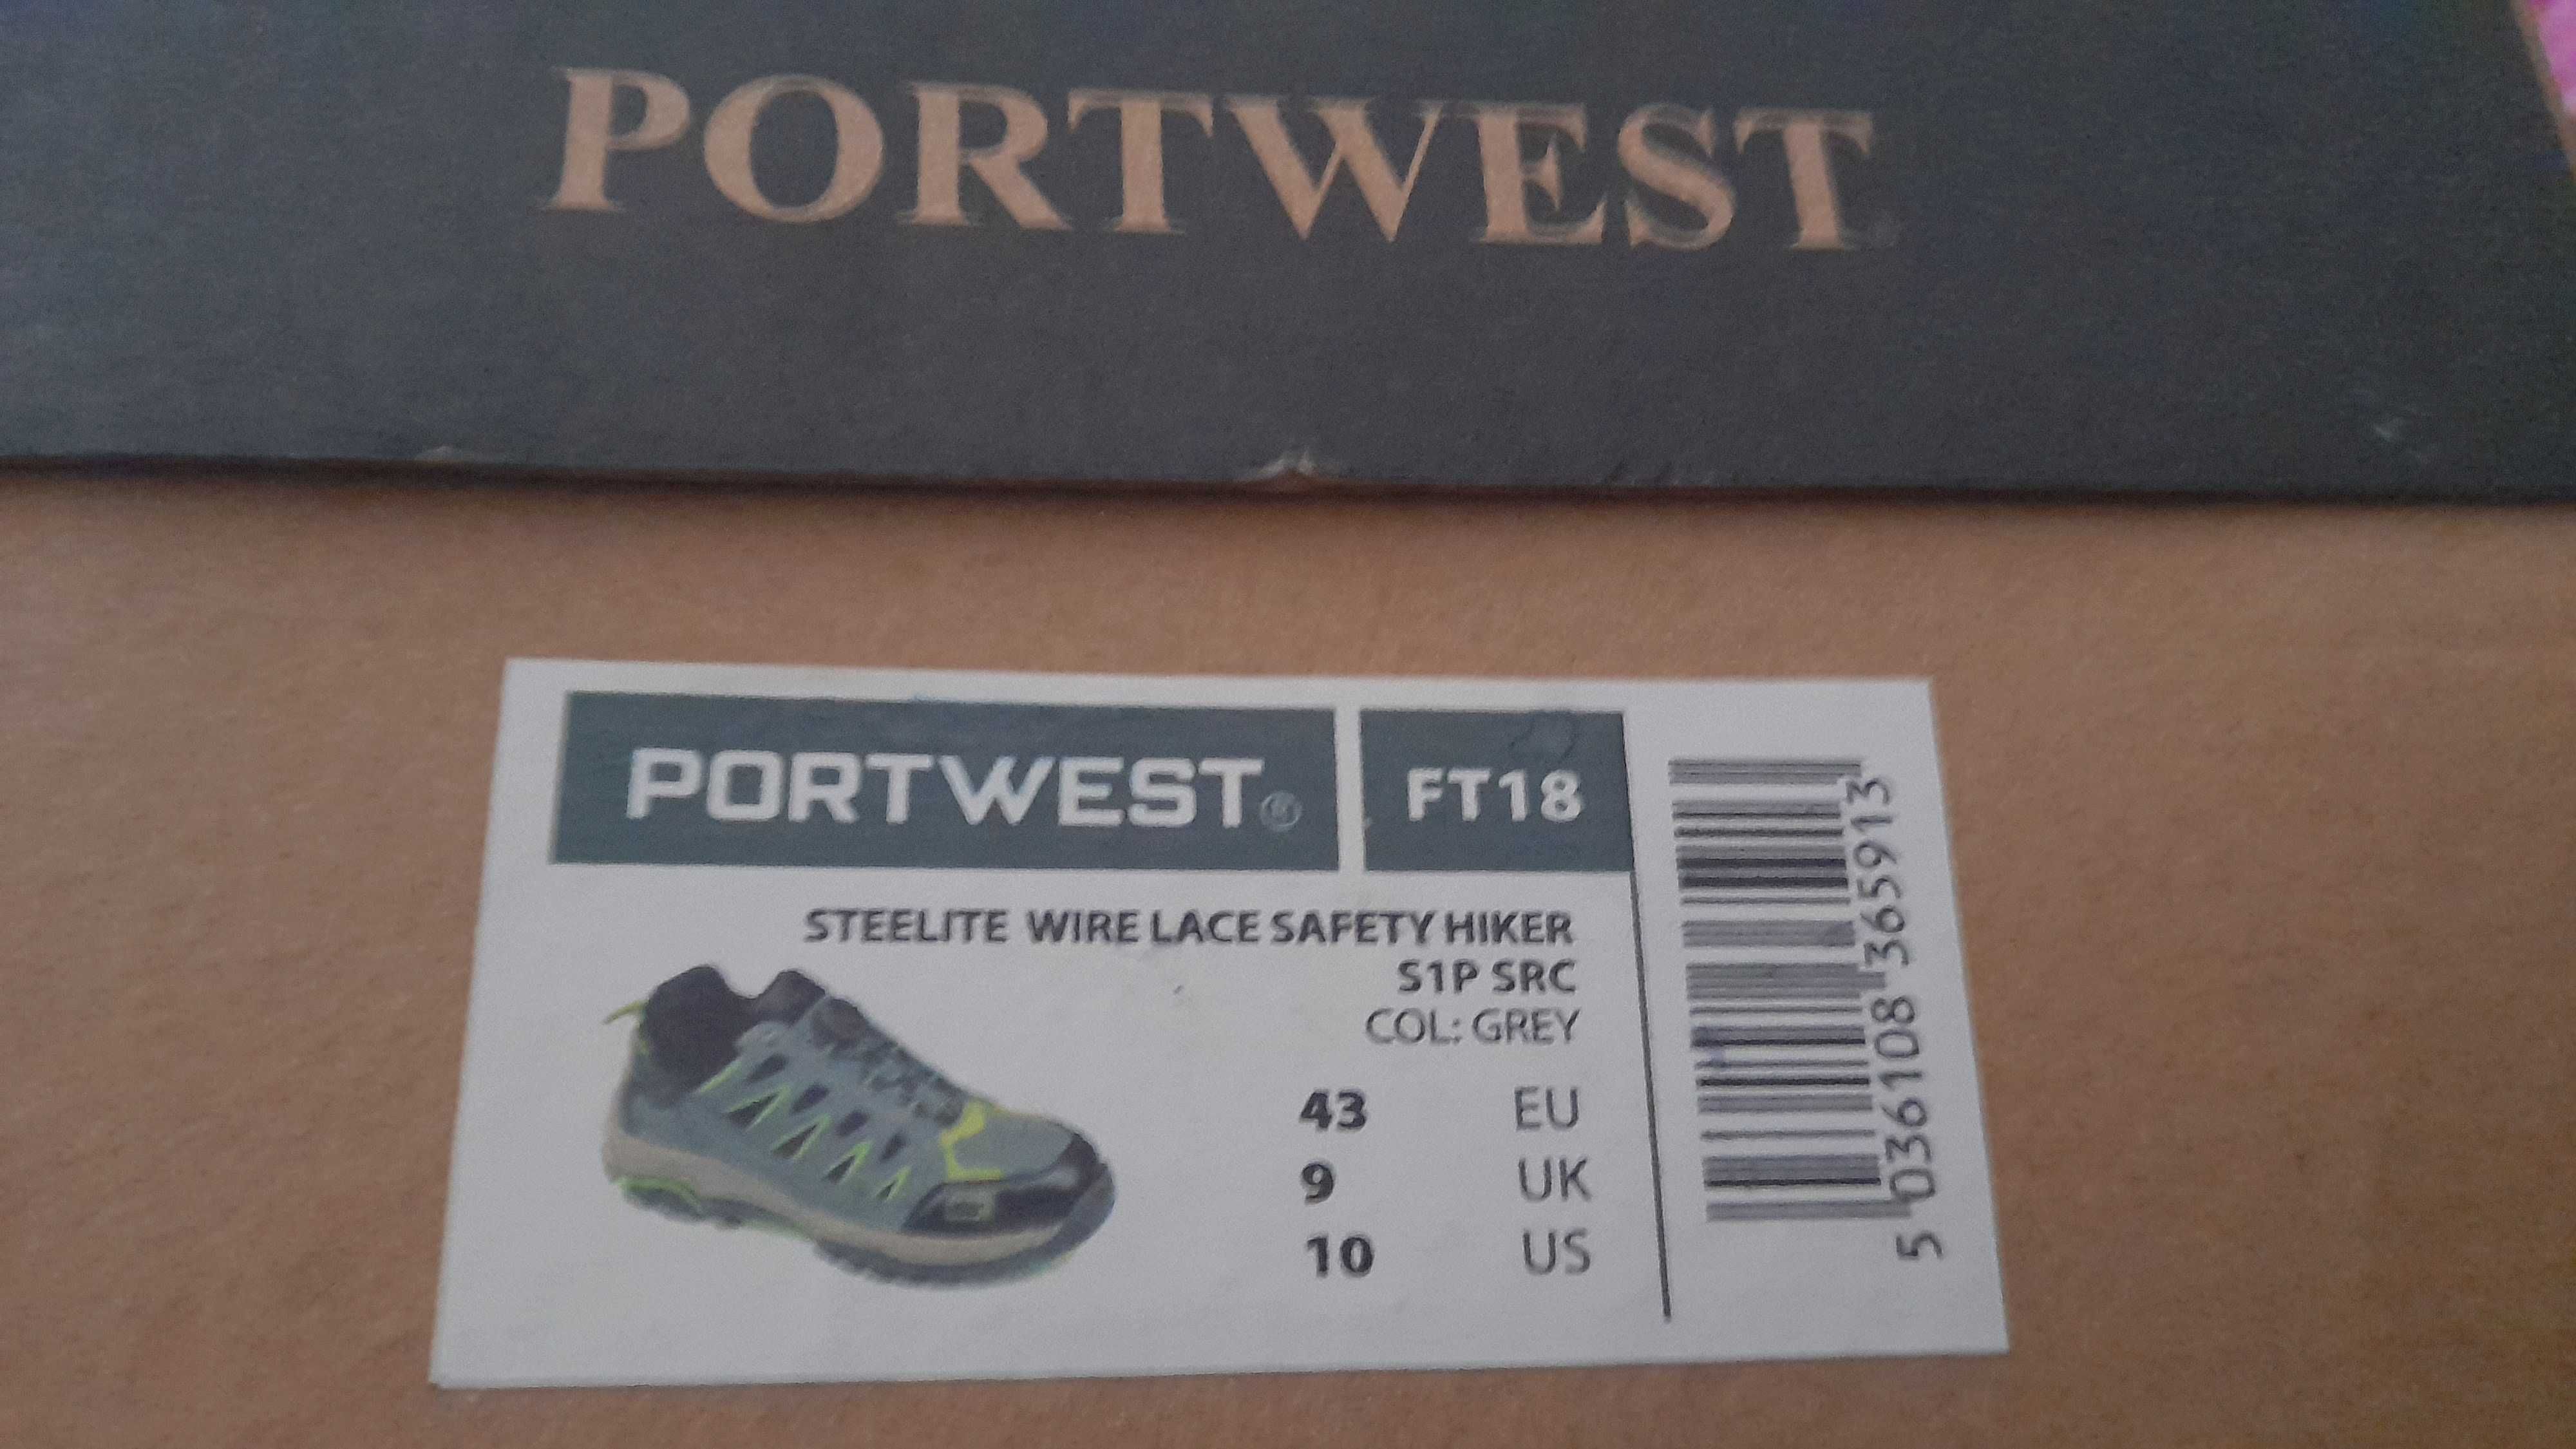 PORTWEST
PORTWEST®
FT18
STEELITE WIRE LACE SAFETY HIKER
S1P SRC
COL: GREY
43 EU
9 UK
10 US
5 036108 365913